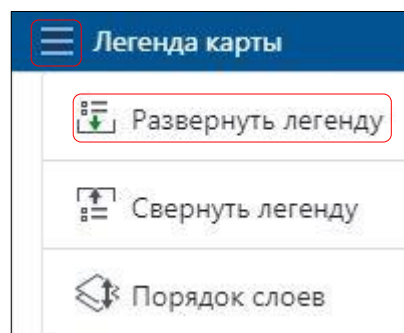 Легенда карты
Развернуть легенду
Свернуть легенду
Порядок слоев